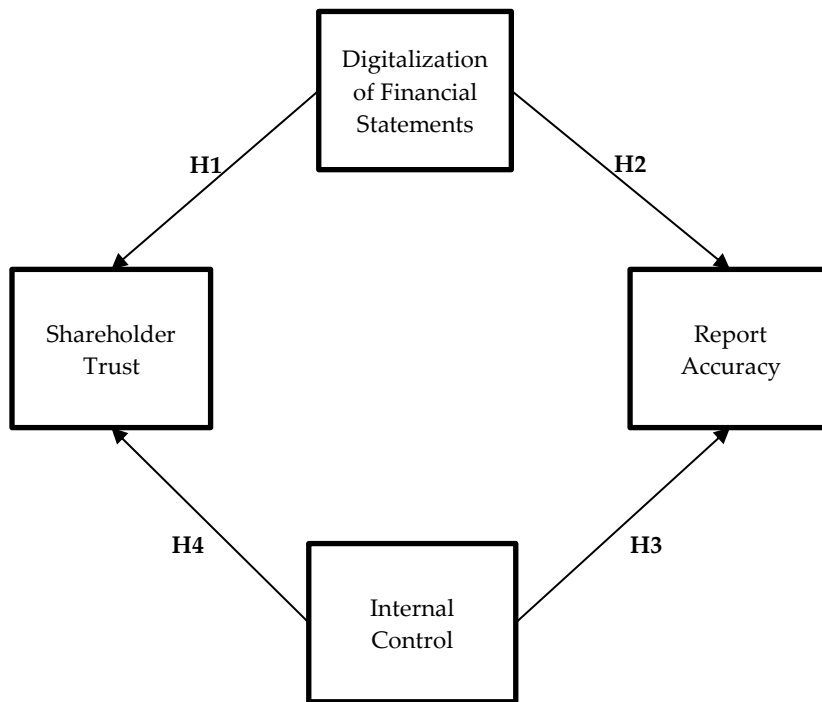 Digitalization
of Financial
Statements
H1
H2
Shareholder
Trust
Report
Accuracy
H4
H3
Internal
Control